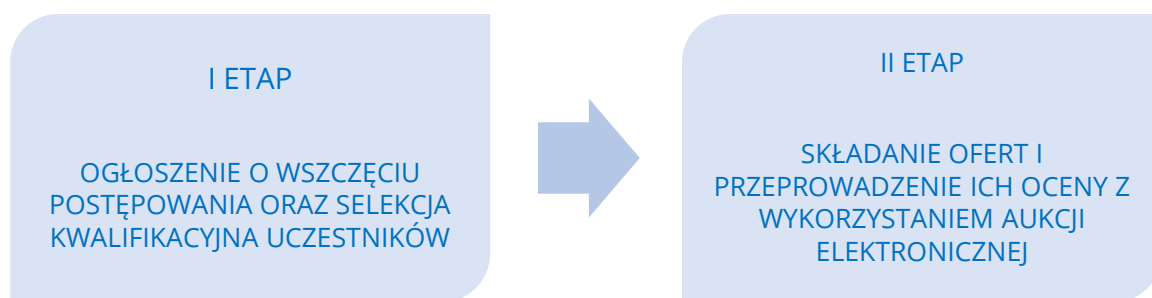 I ETAP
OGŁOSZENIE O WSZCZĘCIU
POSTĘPOWANIA ORAZ SELEKCJA
KWALIFIKACYJNA UCZESTNIKÓW
II ETAP
SKŁADANIE OFERT I
PRZEPROWADZENIE ICH OCENY Z
WYKORZYSTANIEM AUKCJI
ELEKTRONICZNEJ